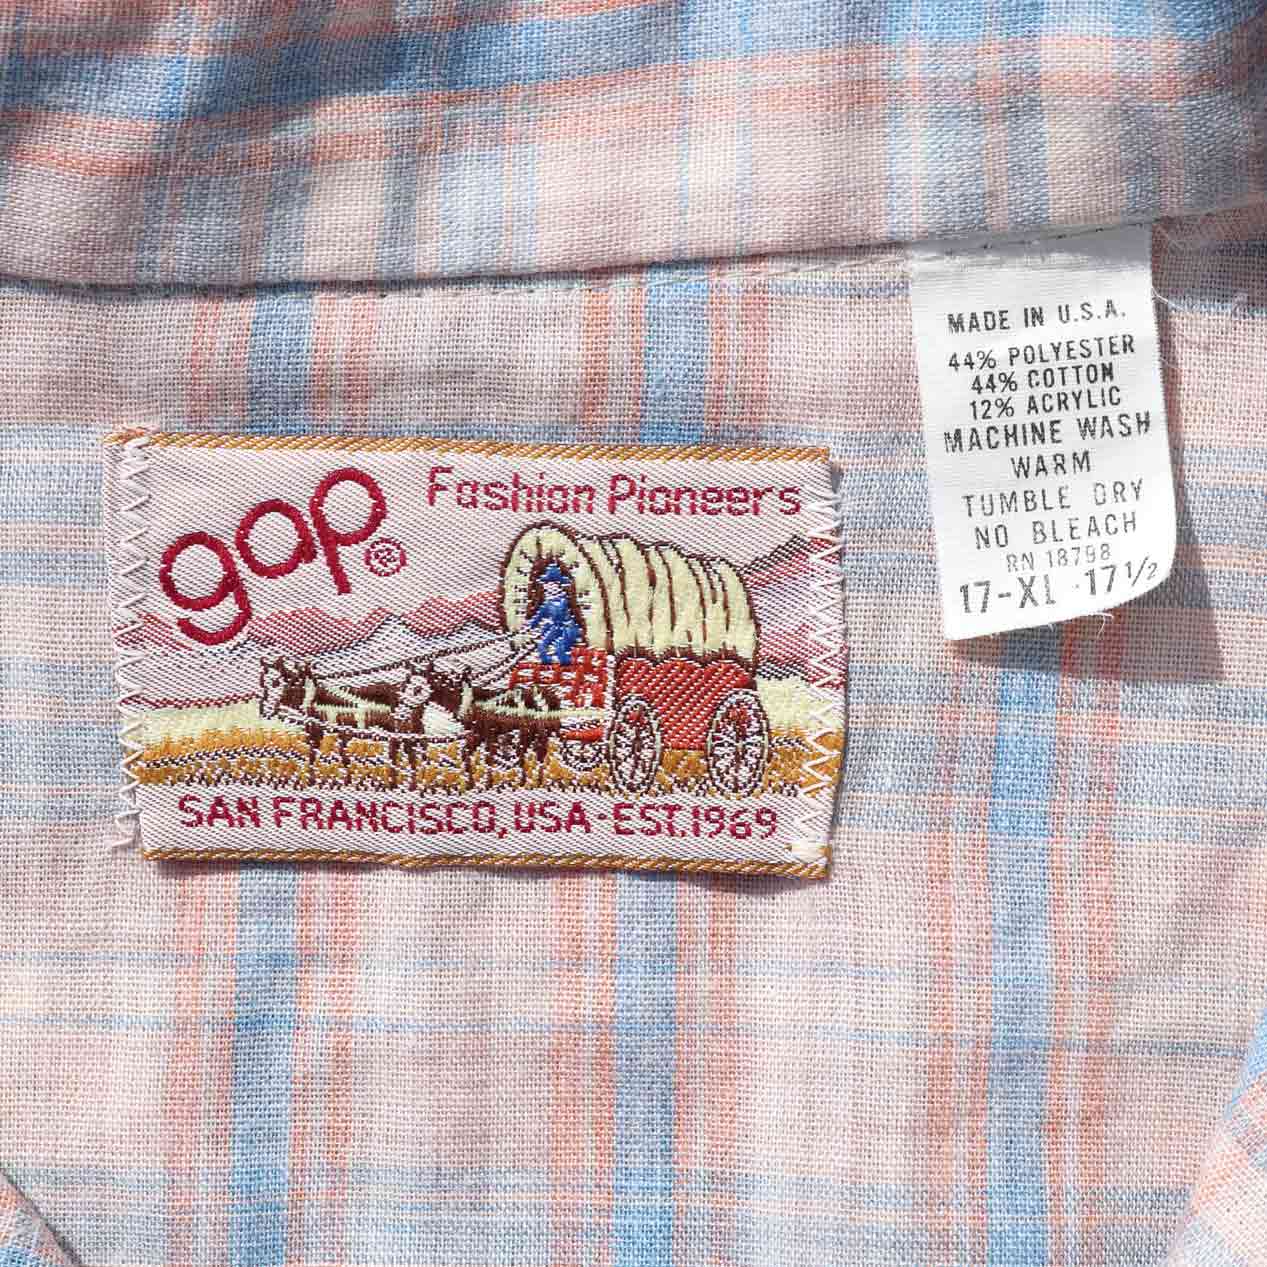 gap®
Fashion Pioneers
SAN FRANCISCO, USA - EST. 1969
MADE IN U.S.A.
44% POLYESTER
44% COTTON
12% ACRYLIC
MACHINE WASH
WARM
TUMBLE DRY
NO BLEACH
RN 18798
17-XL 17 1/2